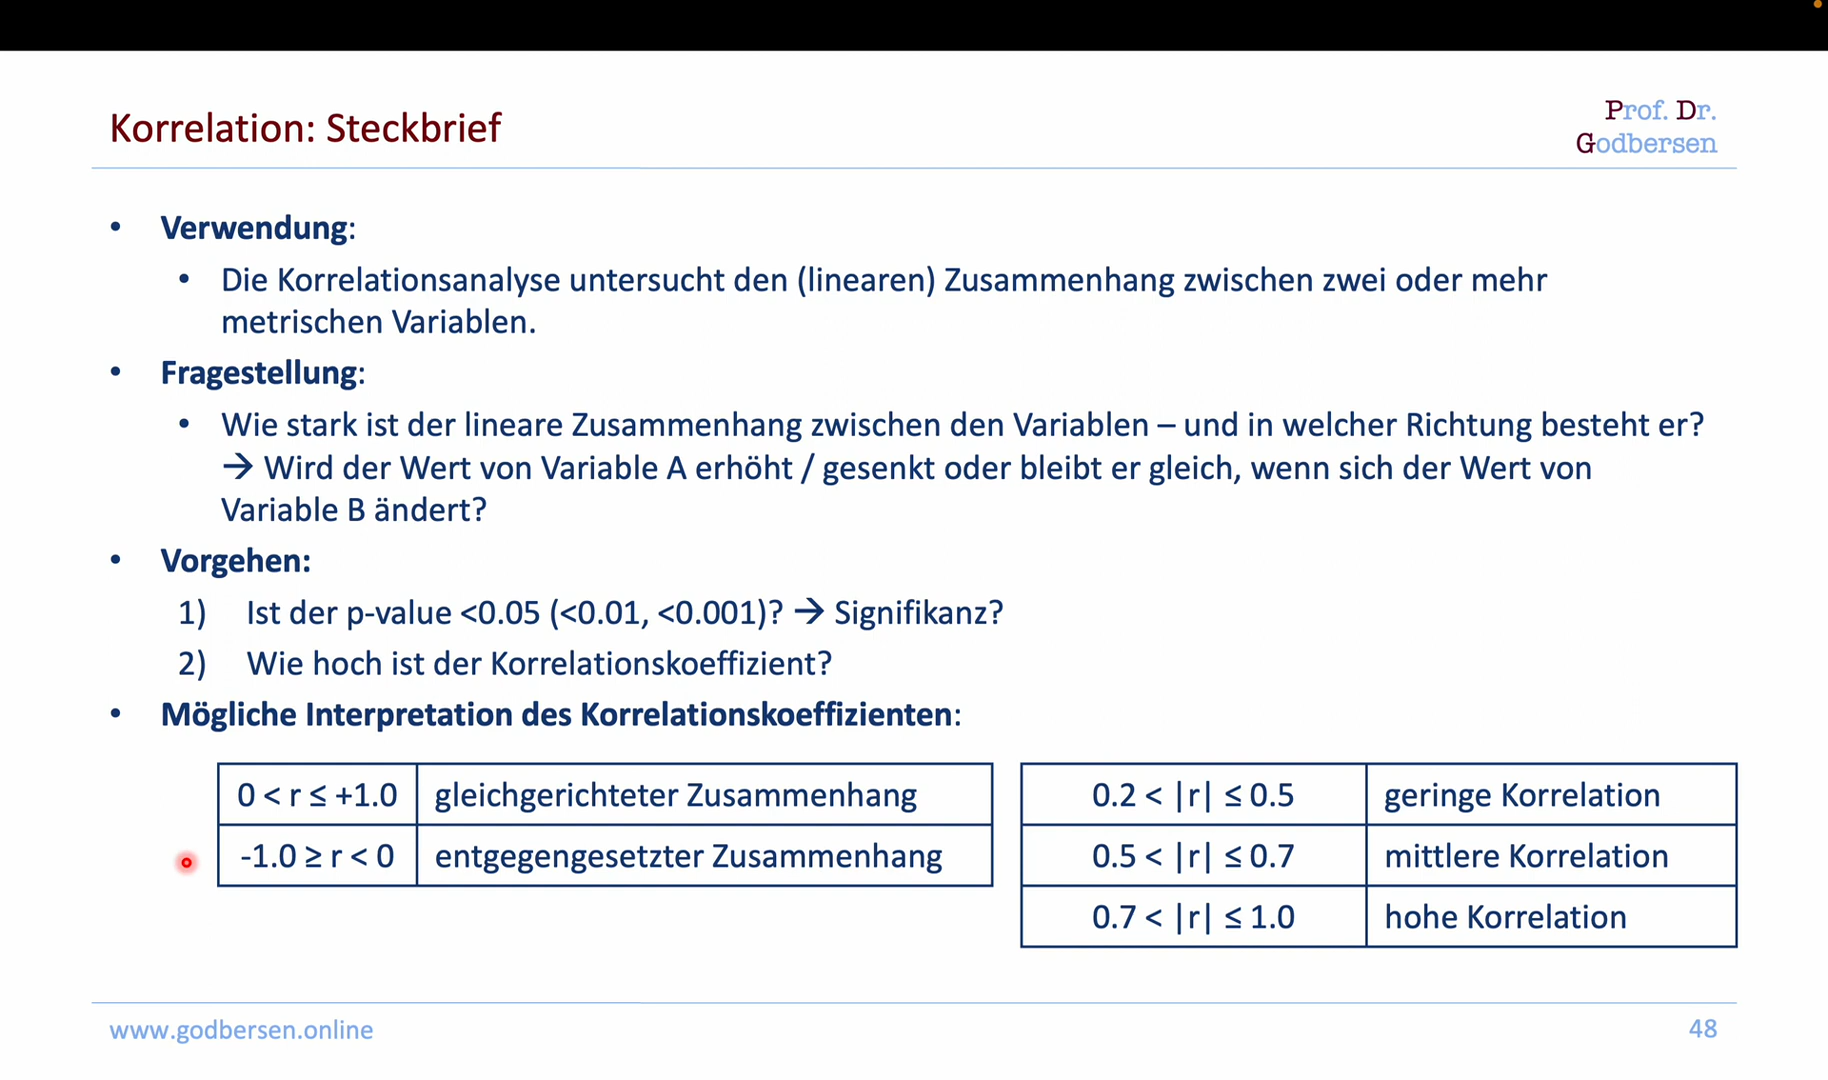 Korrelation: Steckbrief
Prof. Dr.
Godbersen
• Verwendung:
• Die Korrelationsanalyse untersucht den (linearen) Zusammenhang zwischen zwei oder mehr
metrischen Variablen.
• Fragestellung:
• Wie stark ist der lineare Zusammenhang zwischen den Variablen – und in welcher Richtung besteht er?
→ Wird der Wert von Variable A erhöht / gesenkt oder bleibt er gleich, wenn sich der Wert von
Variable B ändert?
• Vorgehen:
1) Ist der p-value <0.05 (<0.01, <0.001)? → Signifikanz?
2) Wie hoch ist der Korrelationskoeffizient?
• Mögliche Interpretation des Korrelationskoeffizienten:
0 < r ≤ +1.0 gleichgerichteter Zusammenhang
-1.0 ≥ r < 0 entgegengesetzter Zusammenhang
0.2 < |r| ≤ 0.5 geringe Korrelation
0.5 < |r| ≤ 0.7 mittlere Korrelation
0.7 < |r| ≤ 1.0 hohe Korrelation
www.godbersen.online
48